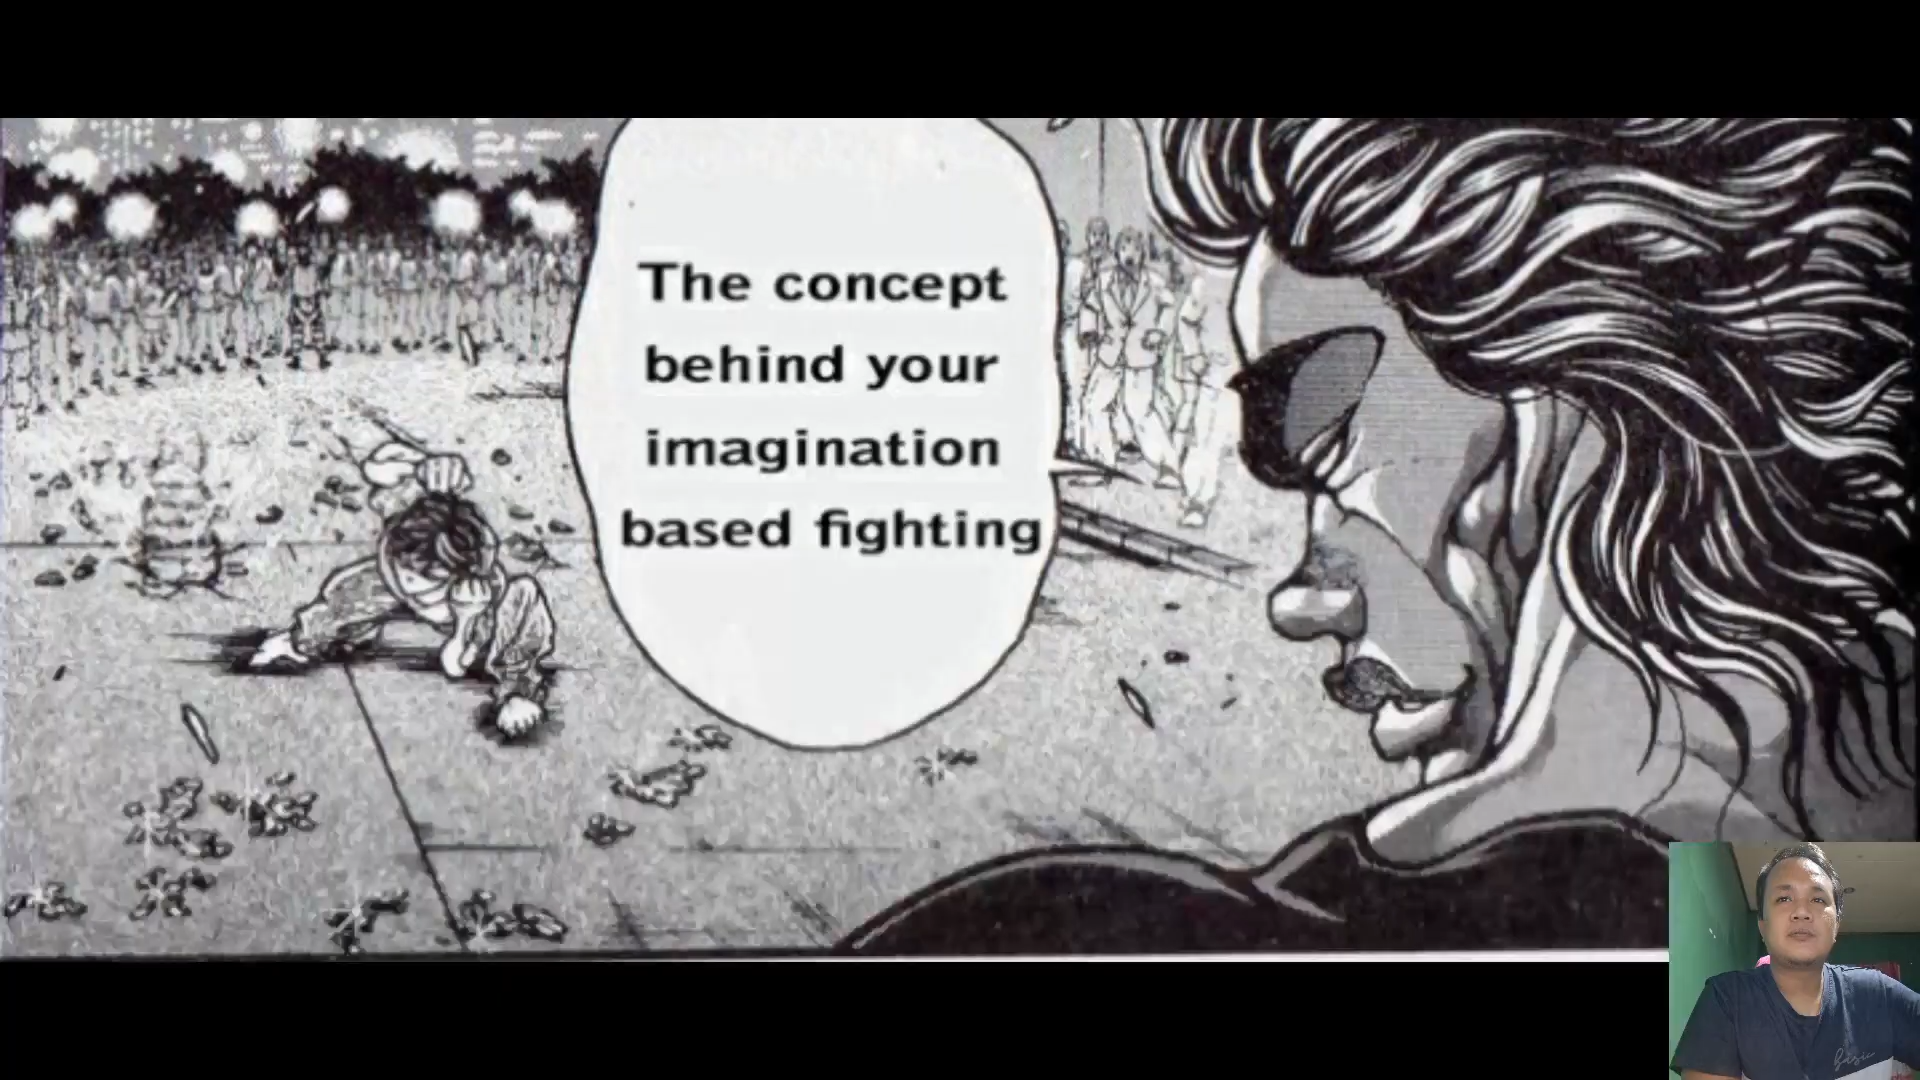 The concept
behind your
imagination
based fighting